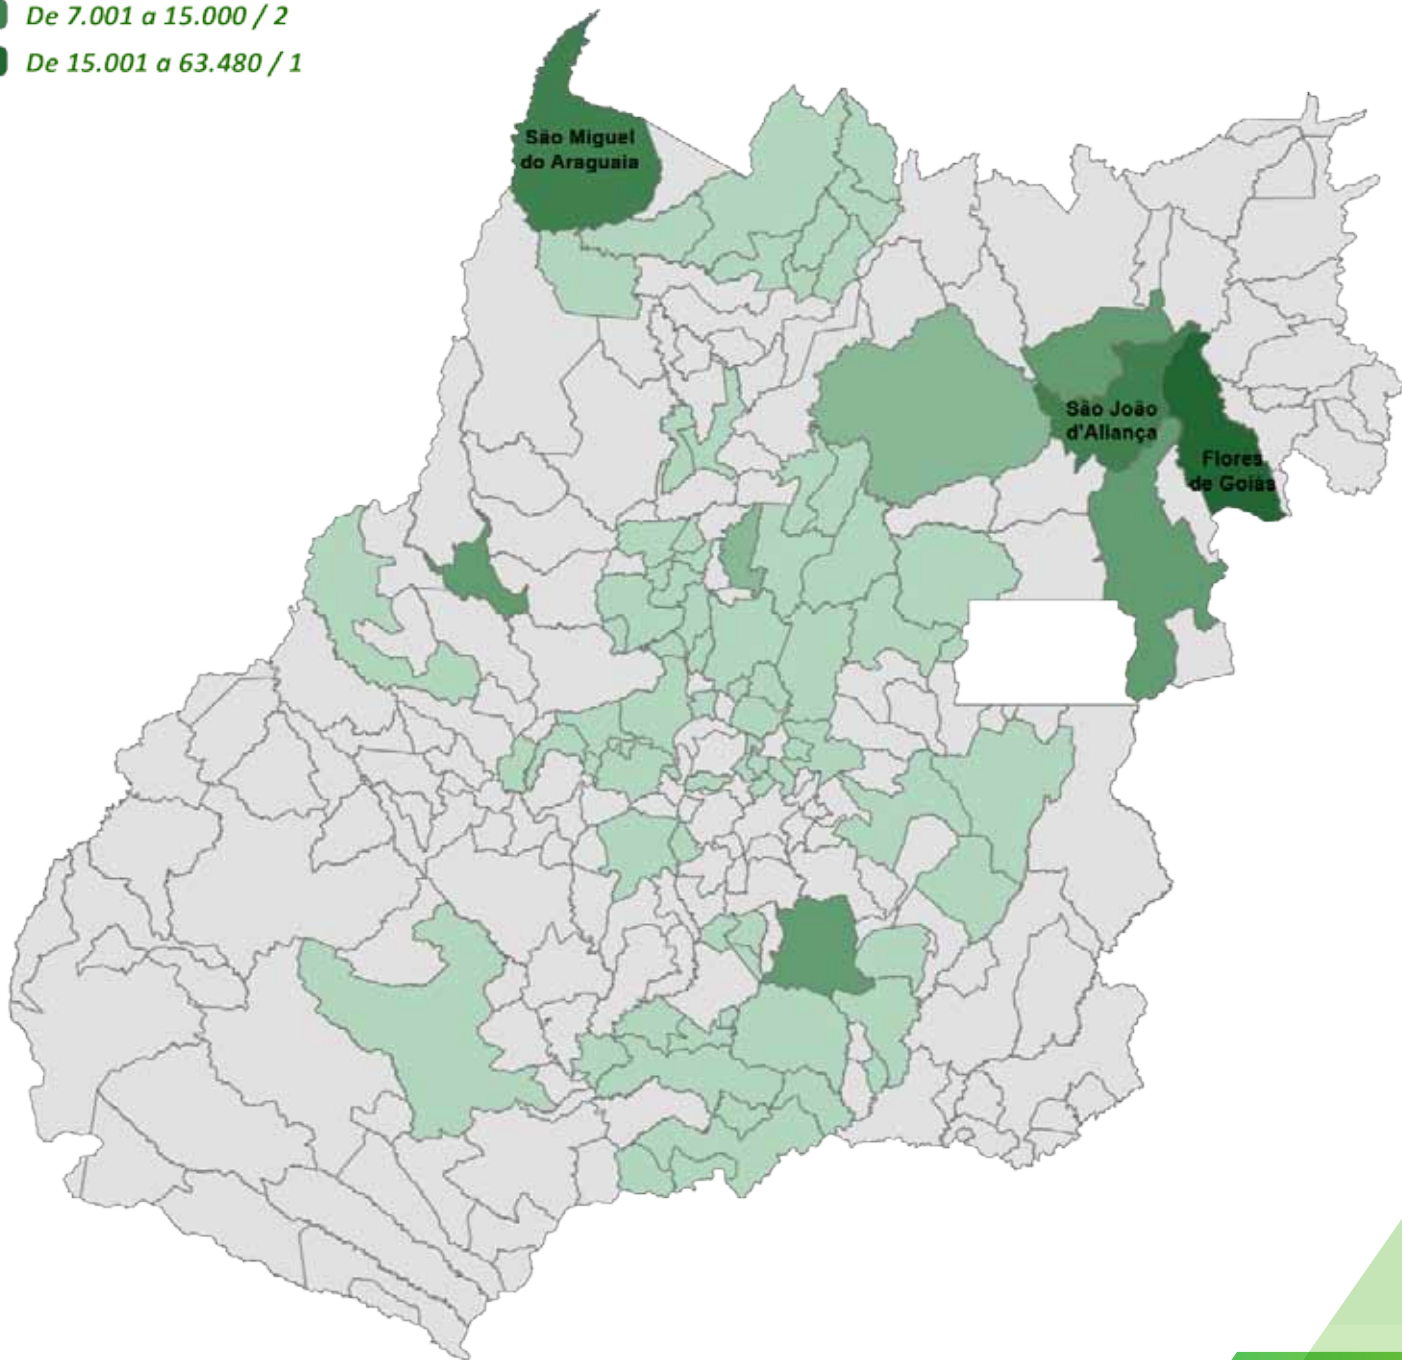 De 7.001 a 15.000 / 2
De 15.001 a 63.480 / 1
São Miguel
do Araguaia
São João
d'Aliança
Flores
de Goiás